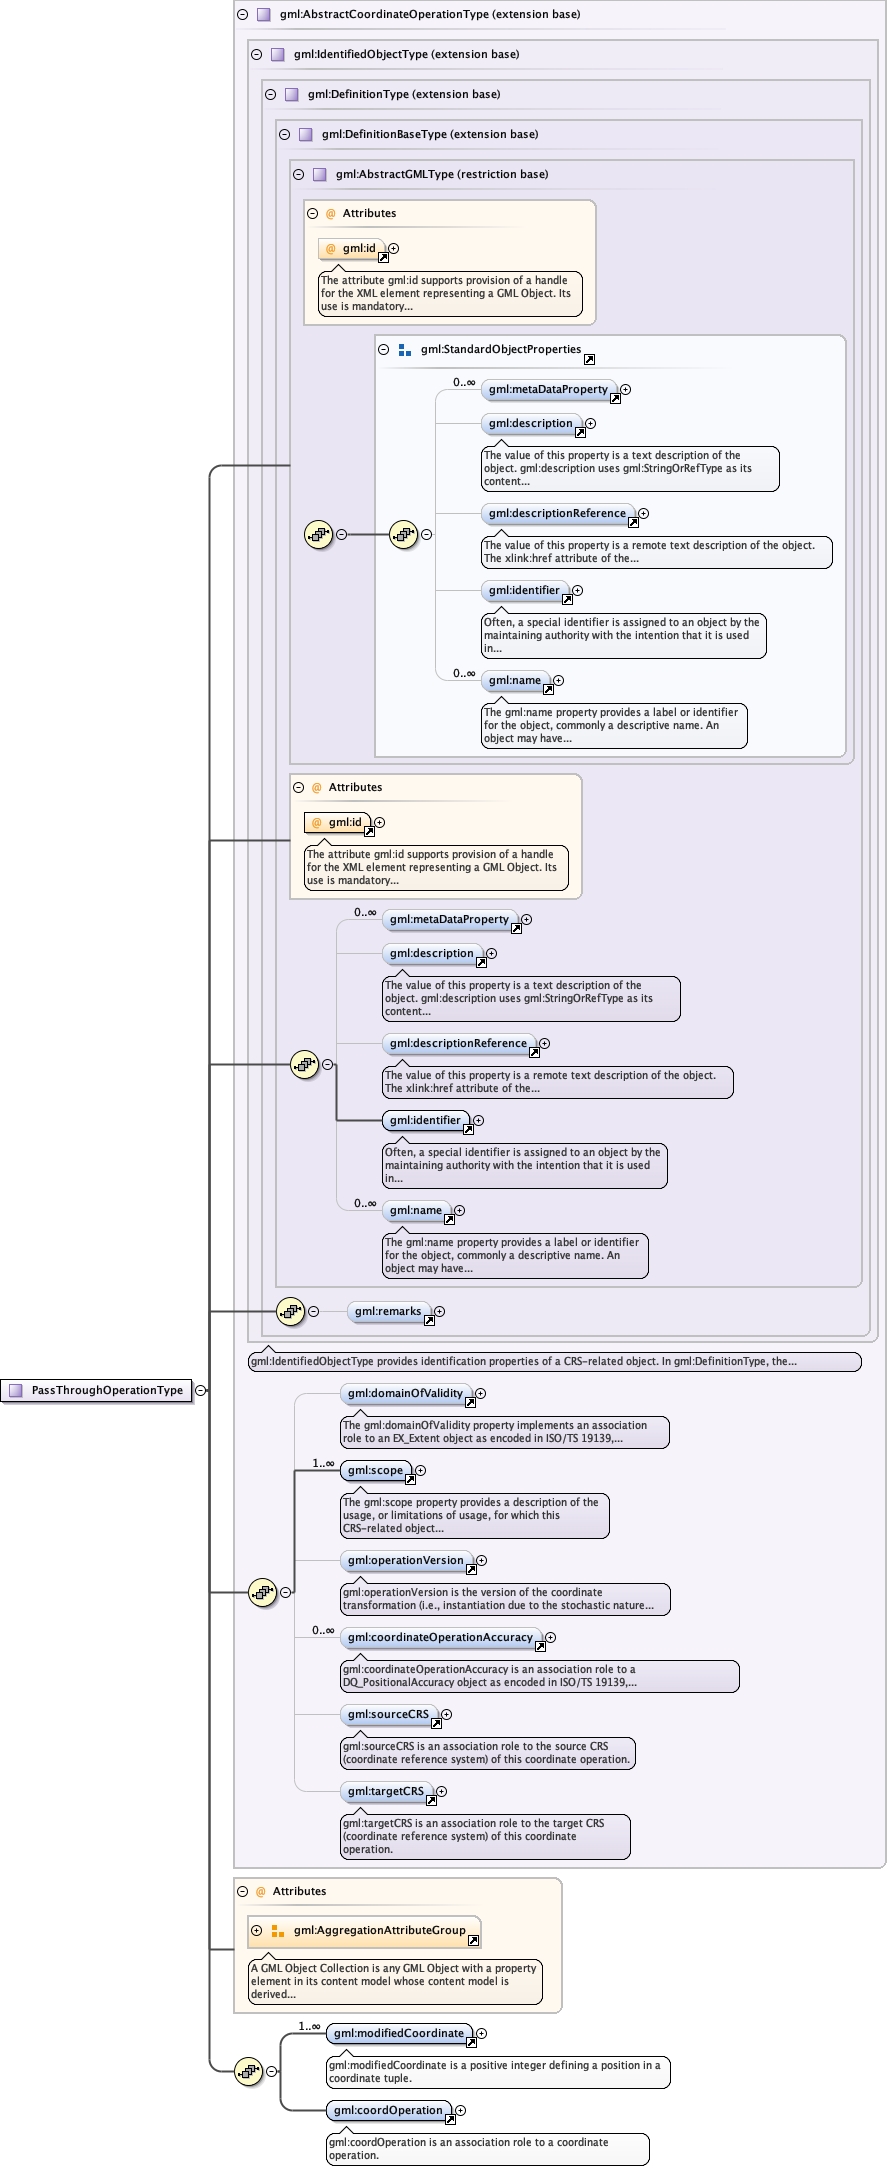 gml:AbstractCoordinateOperationType (extension base)
gml:IdentifiedObjectType (extension base)
gml:DefinitionType (extension base)
gml:DefinitionBaseType (extension base)
gml:AbstractGMLType (restriction base)
@ Attributes
@ gml:id
The attribute gml:id supports provision of a handle
for the XML element representing a GML Object. Its
use is mandatory...
gml:StandardObjectProperties
0..∞
gml:metaDataProperty
gml:description
The value of this property is a text description of the
object. gml:description uses gml:StringOrRefType as its
content...
gml:descriptionReference
The value of this property is a remote text description of the object.
The xlink:href attribute of the...
gml:identifier
Often, a special identifier is assigned to an object by the
maintaining authority with the intention that it is used
in...
0..∞
gml:name
The gml:name property provides a label or identifier
for the object, commonly a descriptive name. An
object may have...
@ Attributes
@ gml:id
The attribute gml:id supports provision of a handle
for the XML element representing a GML Object. Its
use is mandatory...
0..∞
gml:metaDataProperty
gml:description
The value of this property is a text description of the
object. gml:description uses gml:StringOrRefType as its
content...
gml:descriptionReference
The value of this property is a remote text description of the object.
The xlink:href attribute of the...
gml:identifier
Often, a special identifier is assigned to an object by the
maintaining authority with the intention that it is used
in...
0..∞
gml:name
The gml:name property provides a label or identifier
for the object, commonly a descriptive name. An
object may have...
gml:remarks
gml:IdentifiedObjectType provides identification properties of a CRS-related object. In gml:DefinitionType, the...
PassThroughOperationType
gml:domainOfValidity
The gml:domainOfValidity property implements an association
role to an EX_Extent object as encoded in ISO/TS 19139,...
1..∞
gml:scope
The gml:scope property provides a description of the
usage, or limitations of usage, for which this
CRS-related object...
gml:operationVersion
gml:operationVersion is the version of the coordinate
transformation (i.e., instantiation due to the stochastic nature...
0..∞
gml:coordinateOperationAccuracy
gml:coordinateOperationAccuracy is an association role to a
DQ_PositionalAccuracy object as encoded in ISO/TS 19139,...
gml:sourceCRS
gml:sourceCRS is an association role to the source CRS
(coordinate reference system) of this coordinate operation.
gml:targetCRS
gml:targetCRS is an association role to the target CRS
(coordinate reference system) of this coordinate
operation.
@ Attributes
gml:AggregationAttributeGroup
A GML Object Collection is any GML Object with a property
element in its content model whose content model is
derived...
1..∞
gml:modifiedCoordinate
gml:modifiedCoordinate is a positive integer defining a position in a
coordinate tuple.
gml:coordOperation
gml:coordOperation is an association role to a coordinate
operation.